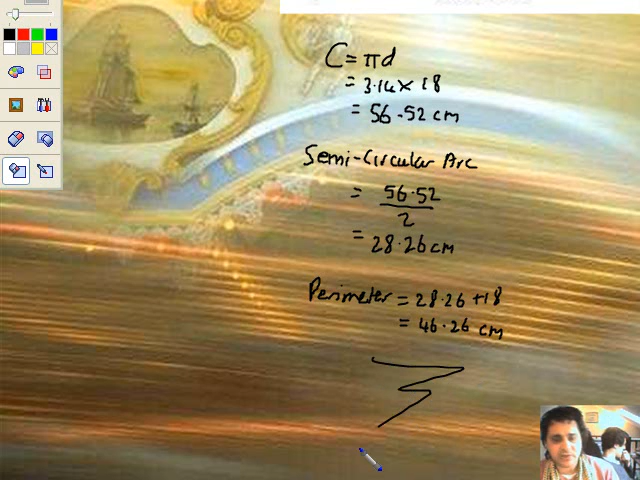 C = πd
= 3.14 × 18
= 56.52 cm
Semi-Circular Arc
= 56.52
2
= 28.26 cm
Perimeter = 28.26 + 18
= 46.26 cm